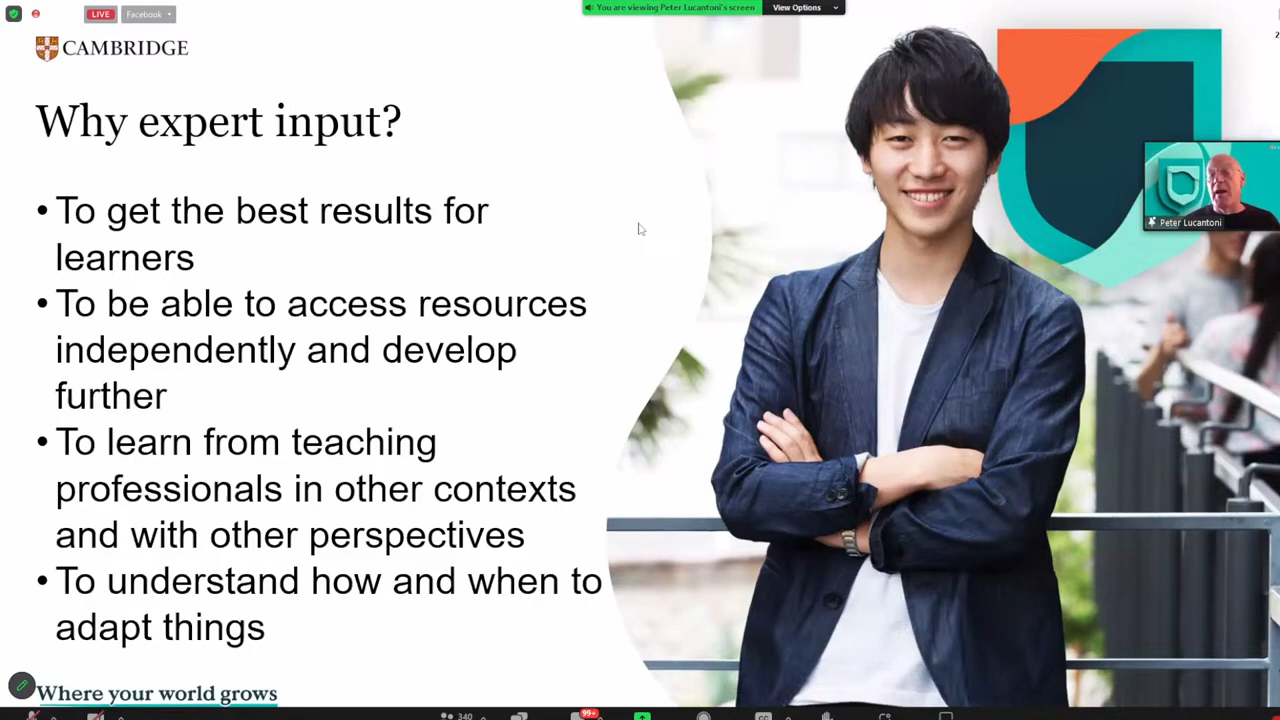 LIVE
Facebook
You are viewing Peter Lucantoni's screen
View Options
CAMBRIDGE
Why expert input?
• To get the best results for
learners
• To be able to access resources
independently and develop
further
• To learn from teaching
professionals in other contexts
and with other perspectives
• To understand how and when to
adapt things
Peter Lucantoni
Where your world grows
340
99+